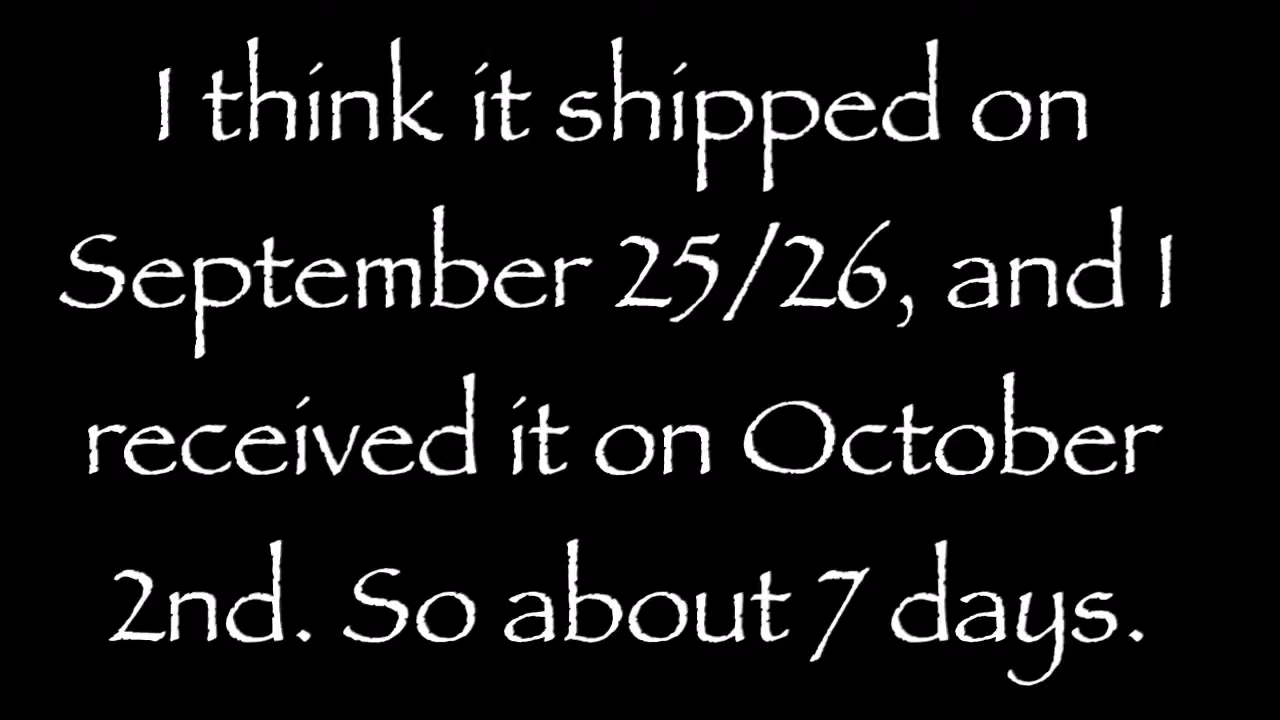 I think it shipped on
September 25/26, and I
received it on October
2nd. So about 7 days.